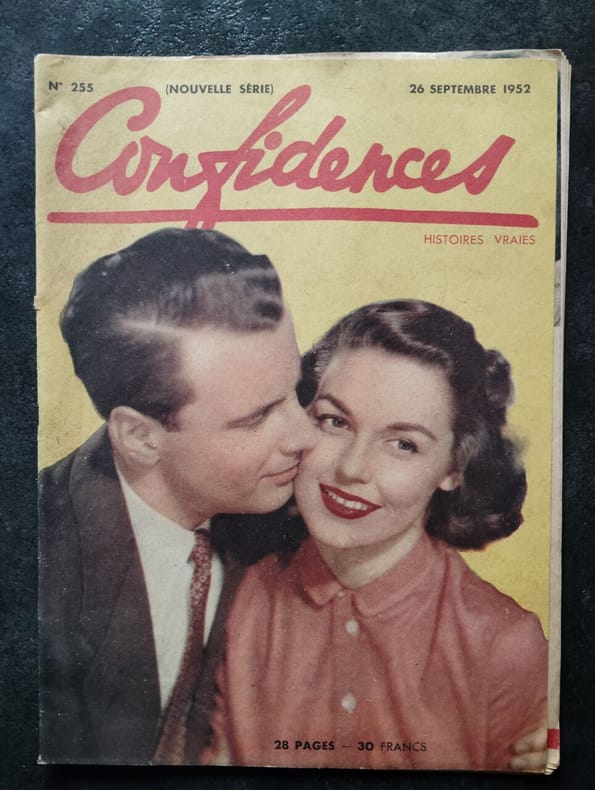 N° 255 (NOUVELLE SÉRIE) 26 SEPTEMBRE 1952
Confidences
HISTOIRES VRAIES
28 PAGES — 30 FRANCS